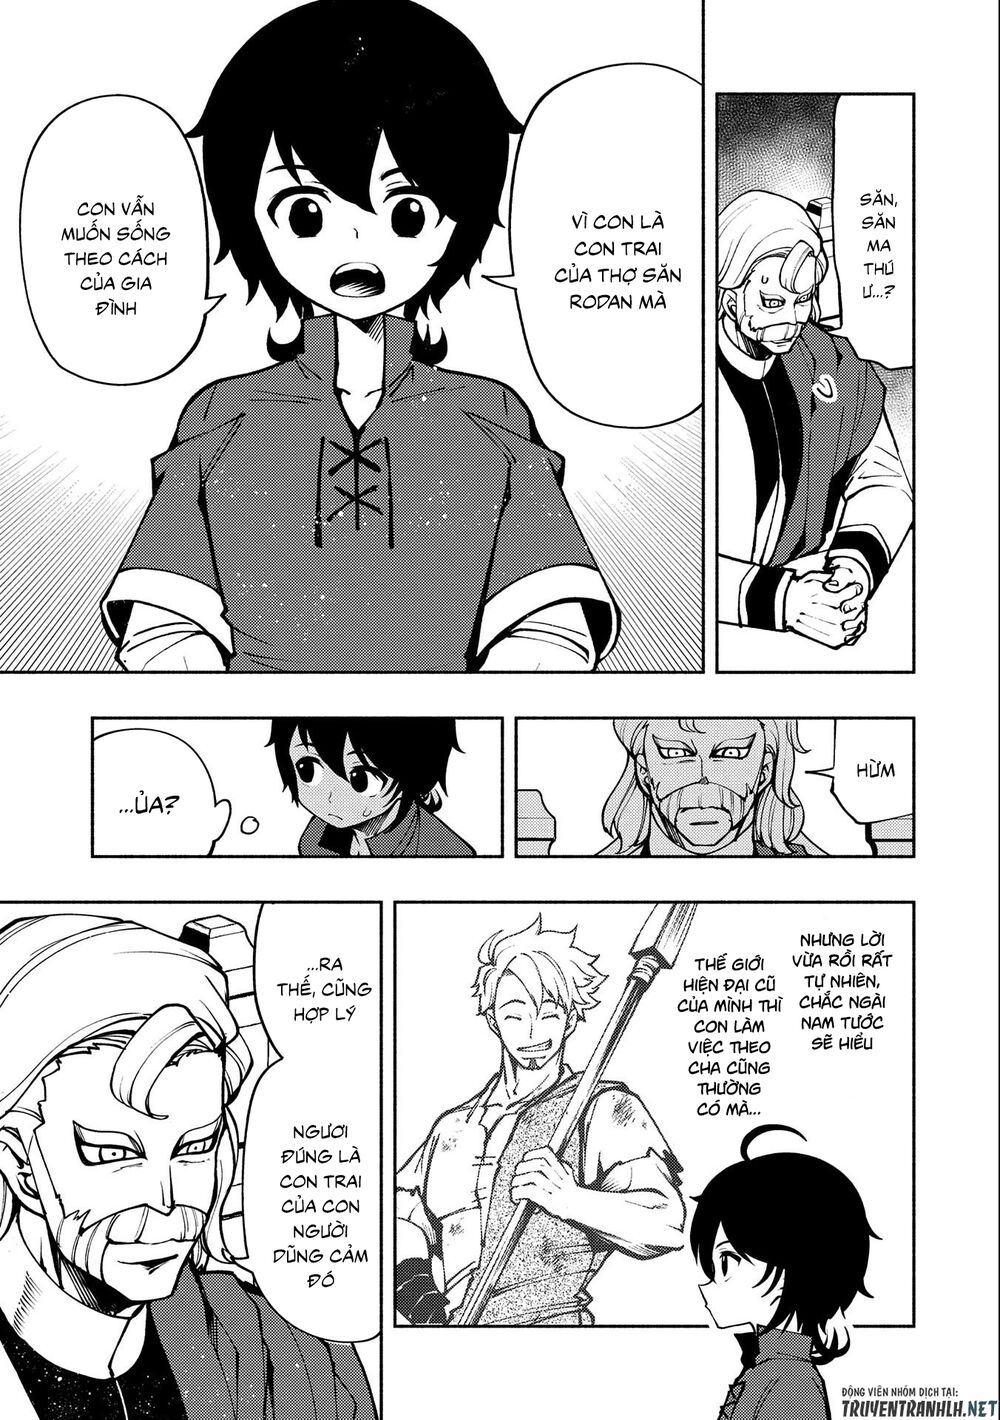 SĂN,
SĂN
MA
THÚ
Ư...?
VÌ CON LÀ
CON TRAI
CỦA THỢ SĂN
RODAN MÀ
CON VẪN
MUỐN SỐNG
THEO CÁCH
CỦA GIA
ĐÌNH
HỪM
...ỦA?
NHƯNG LỜI
VỪA RỒI RẤT
TỰ NHIÊN,
CHẮC NGÀI
NAM TƯỚC
SẼ HIỂU
THẾ GIỚI
HIỆN ĐẠI CŨ
CỦA MÌNH THÌ
CON LÀM
VIỆC THEO
CHA CŨNG
THƯỜNG
CÓ MÀ...
...RA
THẾ, CŨNG
HỢP LÝ
NGƯƠI
ĐÚNG LÀ
CON TRAI
CỦA CON
NGƯỜI
DŨNG CẢM
ĐÓ
ĐỘNG VIÊN NHÓM DỊCH TẠI:
TRUYENTRANHLH.NET